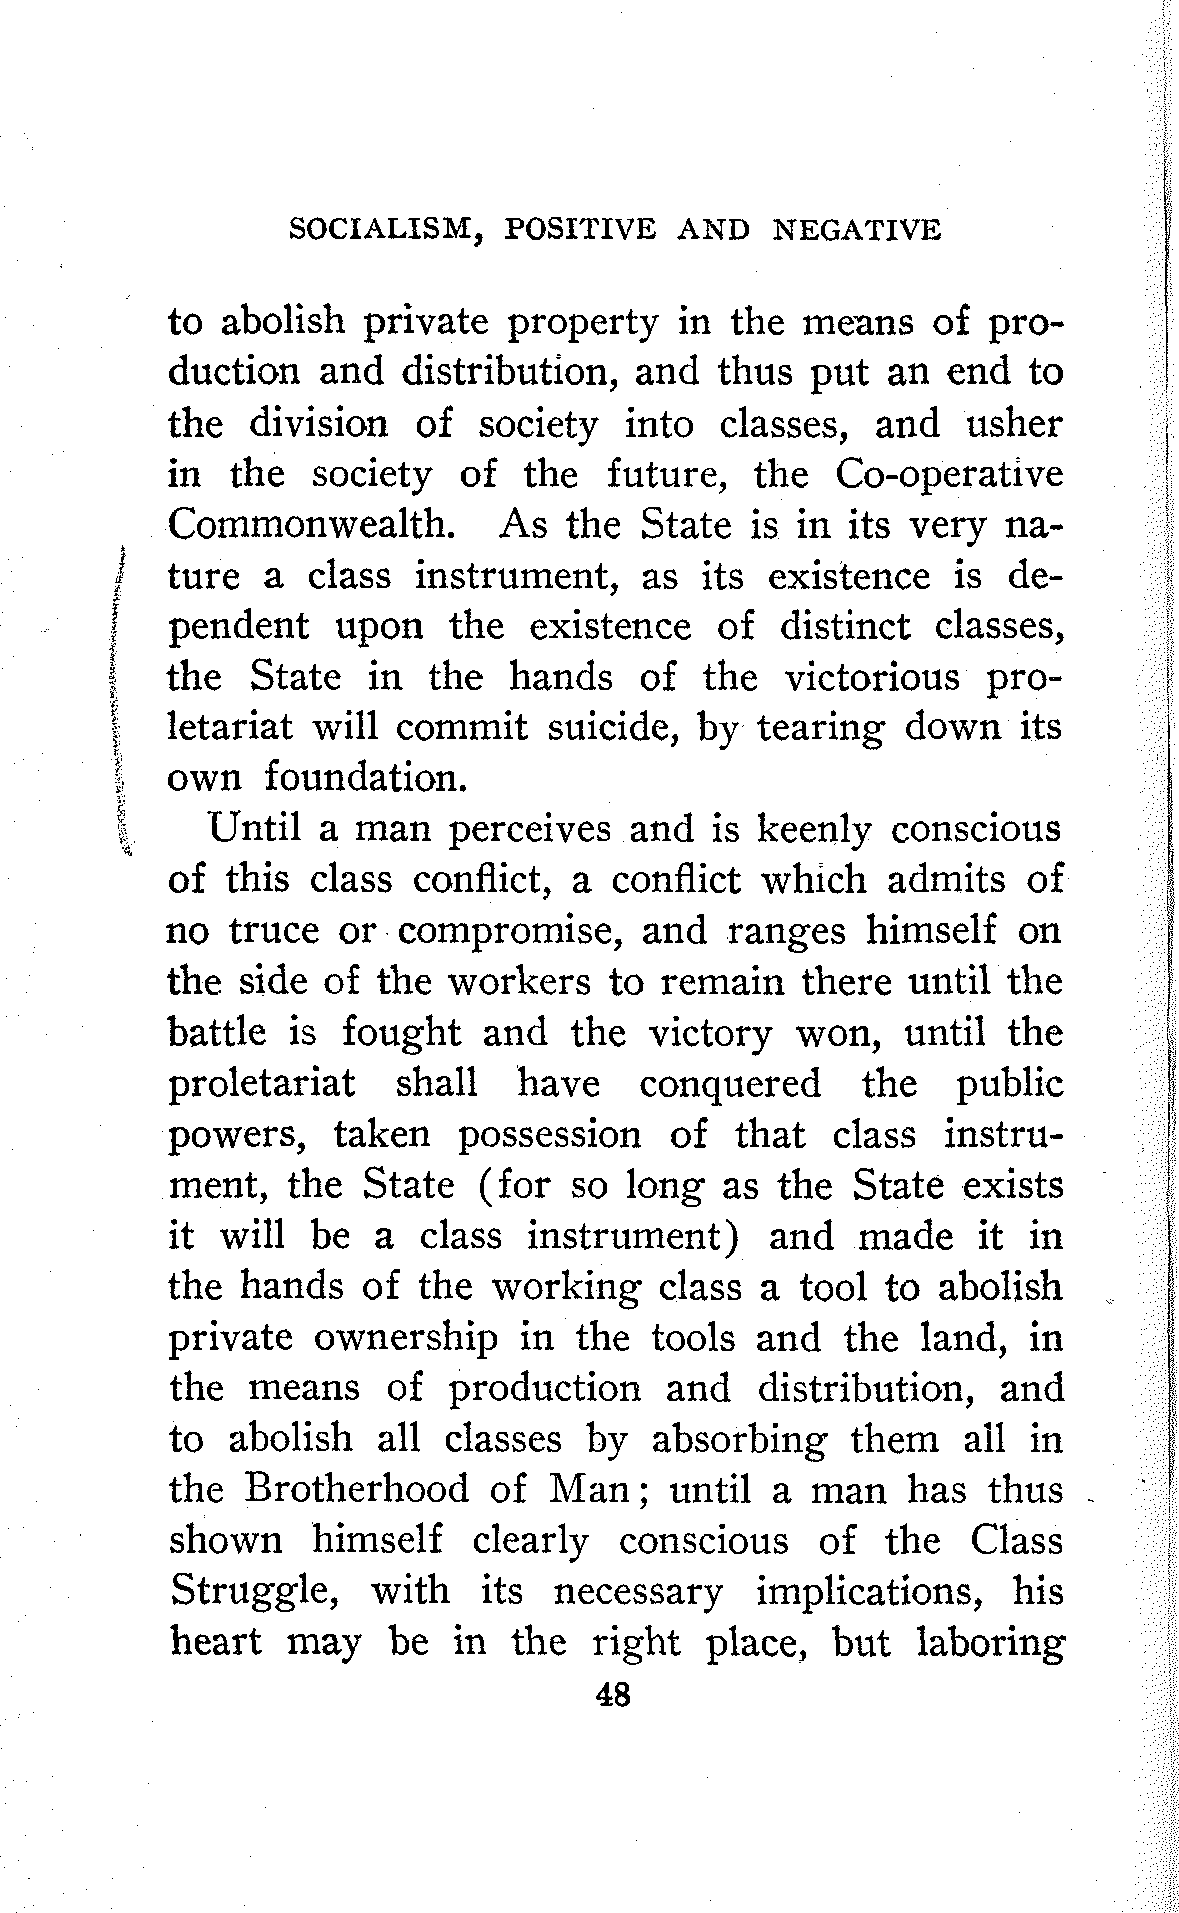 SOCIALISM, POSITIVE AND NEGATIVE
to abolish private property in the means of pro-
duction and distribution, and thus put an end to
the division of society into classes, and usher
in the society of the future, the Co-operative
Commonwealth. As the State is in its very na-
ture a class instrument, as its existence is de-
pendent upon the existence of distinct classes,
the State in the hands of the victorious pro-
letariat will commit suicide, by tearing down its
own foundation.
Until a man perceives and is keenly conscious
of this class conflict, a conflict which admits of
no truce or compromise, and ranges himself on
the side of the workers to remain there until the
battle is fought and the victory won, until the
proletariat shall have conquered the public
powers, taken possession of that class instru-
ment, the State (for so long as the State exists
it will be a class instrument) and made it in
the hands of the working class a tool to abolish
private ownership in the tools and the land, in
the means of production and distribution, and
to abolish all classes by absorbing them all in
the Brotherhood of Man; until a man has thus
shown himself clearly conscious of the Class
Struggle, with its necessary implications, his
heart may be in the right place, but laboring
48